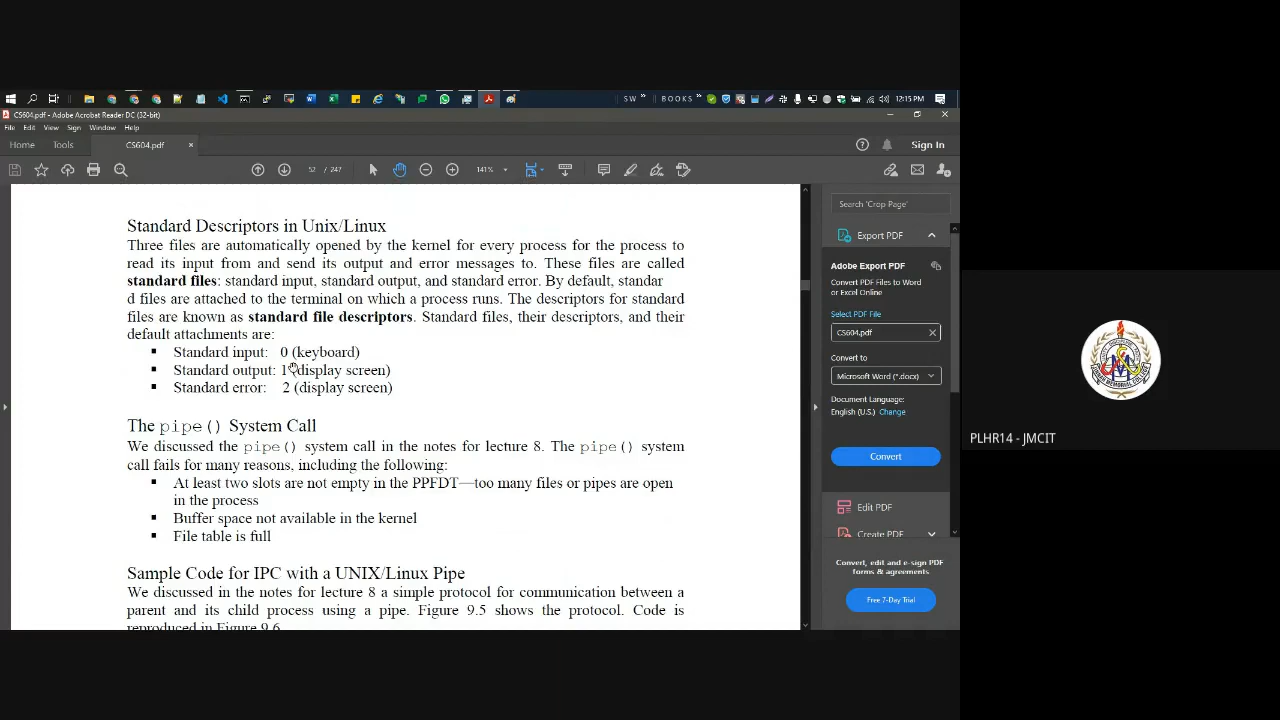 SW » BOOKS » 12:15 PM
CS604.pdf - Adobe Acrobat Reader DC (32-bit)
File Edit View Sign Window Help
Home Tools CS604.pdf × Sign In
52 / 247 141%
Standard Descriptors in Unix/Linux
Three files are automatically opened by the kernel for every process for the process to
read its input from and send its output and error messages to. These files are called
standard files: standard input, standard output, and standard error. By default, standar
d files are attached to the terminal on which a process runs. The descriptors for standard
files are known as standard file descriptors. Standard files, their descriptors, and their
default attachments are:
▪ Standard input: 0 (keyboard)
▪ Standard output: 1 (display screen)
▪ Standard error: 2 (display screen)
The pipe() System Call
We discussed the pipe() system call in the notes for lecture 8. The pipe() system
call fails for many reasons, including the following:
▪ At least two slots are not empty in the PPFDT—too many files or pipes are open
in the process
▪ Buffer space not available in the kernel
▪ File table is full
Sample Code for IPC with a UNIX/Linux Pipe
We discussed in the notes for lecture 8 a simple protocol for communication between a
parent and its child process using a pipe. Figure 9.5 shows the protocol. Code is
reproduced in Figure 9.6
Search 'Crop Page'
Export PDF
Adobe Export PDF
Convert PDF Files to Word
or Excel Online
Select PDF File
CS604.pdf
Convert to
Microsoft Word (*.docx)
Document Language:
English (U.S.) Change
Convert
Edit PDF
Create PDF
Convert, edit and e-sign PDF
forms & agreements
Free 7-Day Trial
PLHR14 - JMCIT